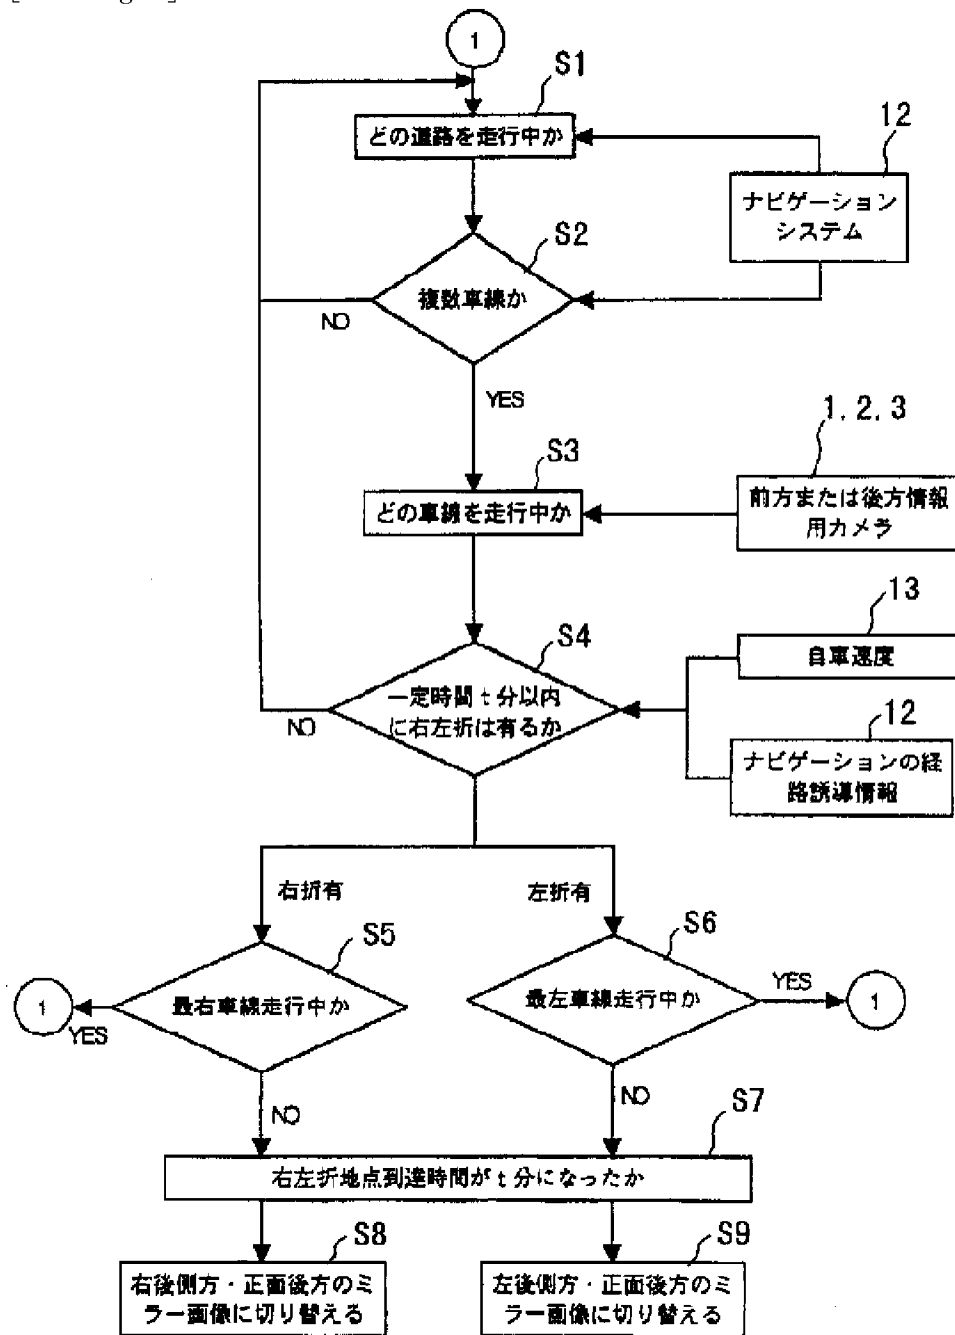 1
S1
どの道路を走行中か
12
ナビゲーション
システム
S2
複数車線か
NO
YES
1, 2, 3
S3
どの車線を走行中か
前方または後方情報
用カメラ
13
S4
自車速度
一定時間t分以内
に右左折は有るか
NO
12
ナビゲーションの経
路誘導情報
右折有
左折有
S5
S6
1
最右車線走行中か
YES
最左車線走行中か
YES
1
NO
NO
S7
右左折地点到達時間がt分になったか
S8
S9
右後側方・正面後方のミ
ラー画像に切り替える
左後側方・正面後方のミ
ラー画像に切り替える